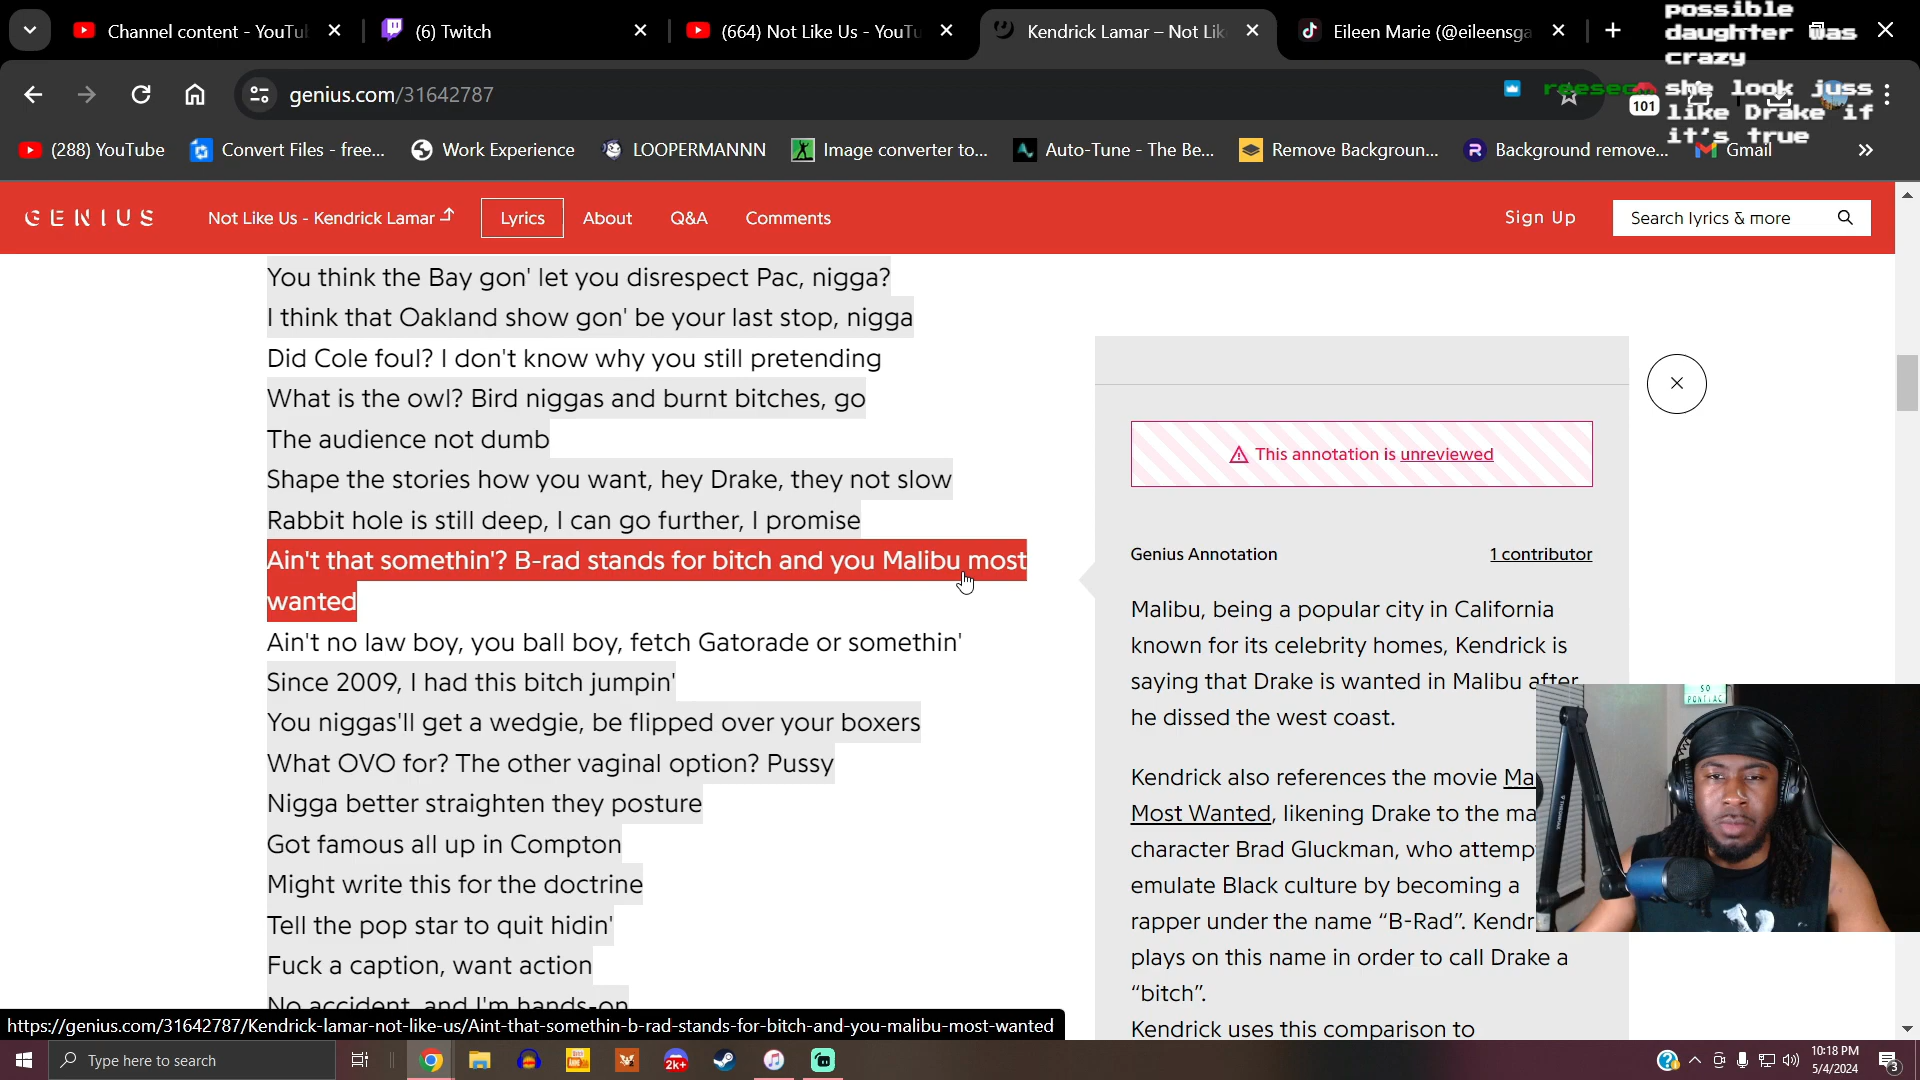 Channel content - YouTu
(6) Twitch
(664) Not Like Us - YouTu
Kendrick Lamar – Not Lik
Eileen Marie (@eileensga
possible
daughter was
crazy
she look juss
like Drake if
it's true
genius.com/31642787
101
(288) YouTube
Convert Files - free...
Work Experience
LOOPERMANNN
Image converter to...
Auto-Tune - The Be...
Remove Backgroun...
Background remove...
Gmail
GENIUS
Not Like Us - Kendrick Lamar
Lyrics
About
Q&A
Comments
Sign Up
Search lyrics & more
You think the Bay gon' let you disrespect Pac, nigga?
I think that Oakland show gon' be your last stop, nigga
Did Cole foul? I don't know why you still pretending
What is the owl? Bird niggas and burnt bitches, go
The audience not dumb
Shape the stories how you want, hey Drake, they not slow
Rabbit hole is still deep, I can go further, I promise
Ain't that somethin'? B-rad stands for bitch and you Malibu most
wanted
Ain't no law boy, you ball boy, fetch Gatorade or somethin'
Since 2009, I had this bitch jumpin'
You niggas'll get a wedgie, be flipped over your boxers
What OVO for? The other vaginal option? Pussy
Nigga better straighten they posture
Got famous all up in Compton
Might write this for the doctrine
Tell the pop star to quit hidin'
Fuck a caption, want action
No accident, and I'm hands-on
This annotation is unreviewed
Genius Annotation
1 contributor
Malibu, being a popular city in California
known for its celebrity homes, Kendrick is
saying that Drake is wanted in Malibu after
he dissed the west coast.
Kendrick also references the movie Ma
Most Wanted, likening Drake to the ma
character Brad Gluckman, who attemp
emulate Black culture by becoming a
rapper under the name “B-Rad”. Kendr
plays on this name in order to call Drake a
“bitch”.
Kendrick uses this comparison to
SO
PONTIAC
https://genius.com/31642787/Kendrick-lamar-not-like-us/Aint-that-somethin-b-rad-stands-for-bitch-and-you-malibu-most-wanted
Type here to search
2k+
10:18 PM
5/4/2024
3